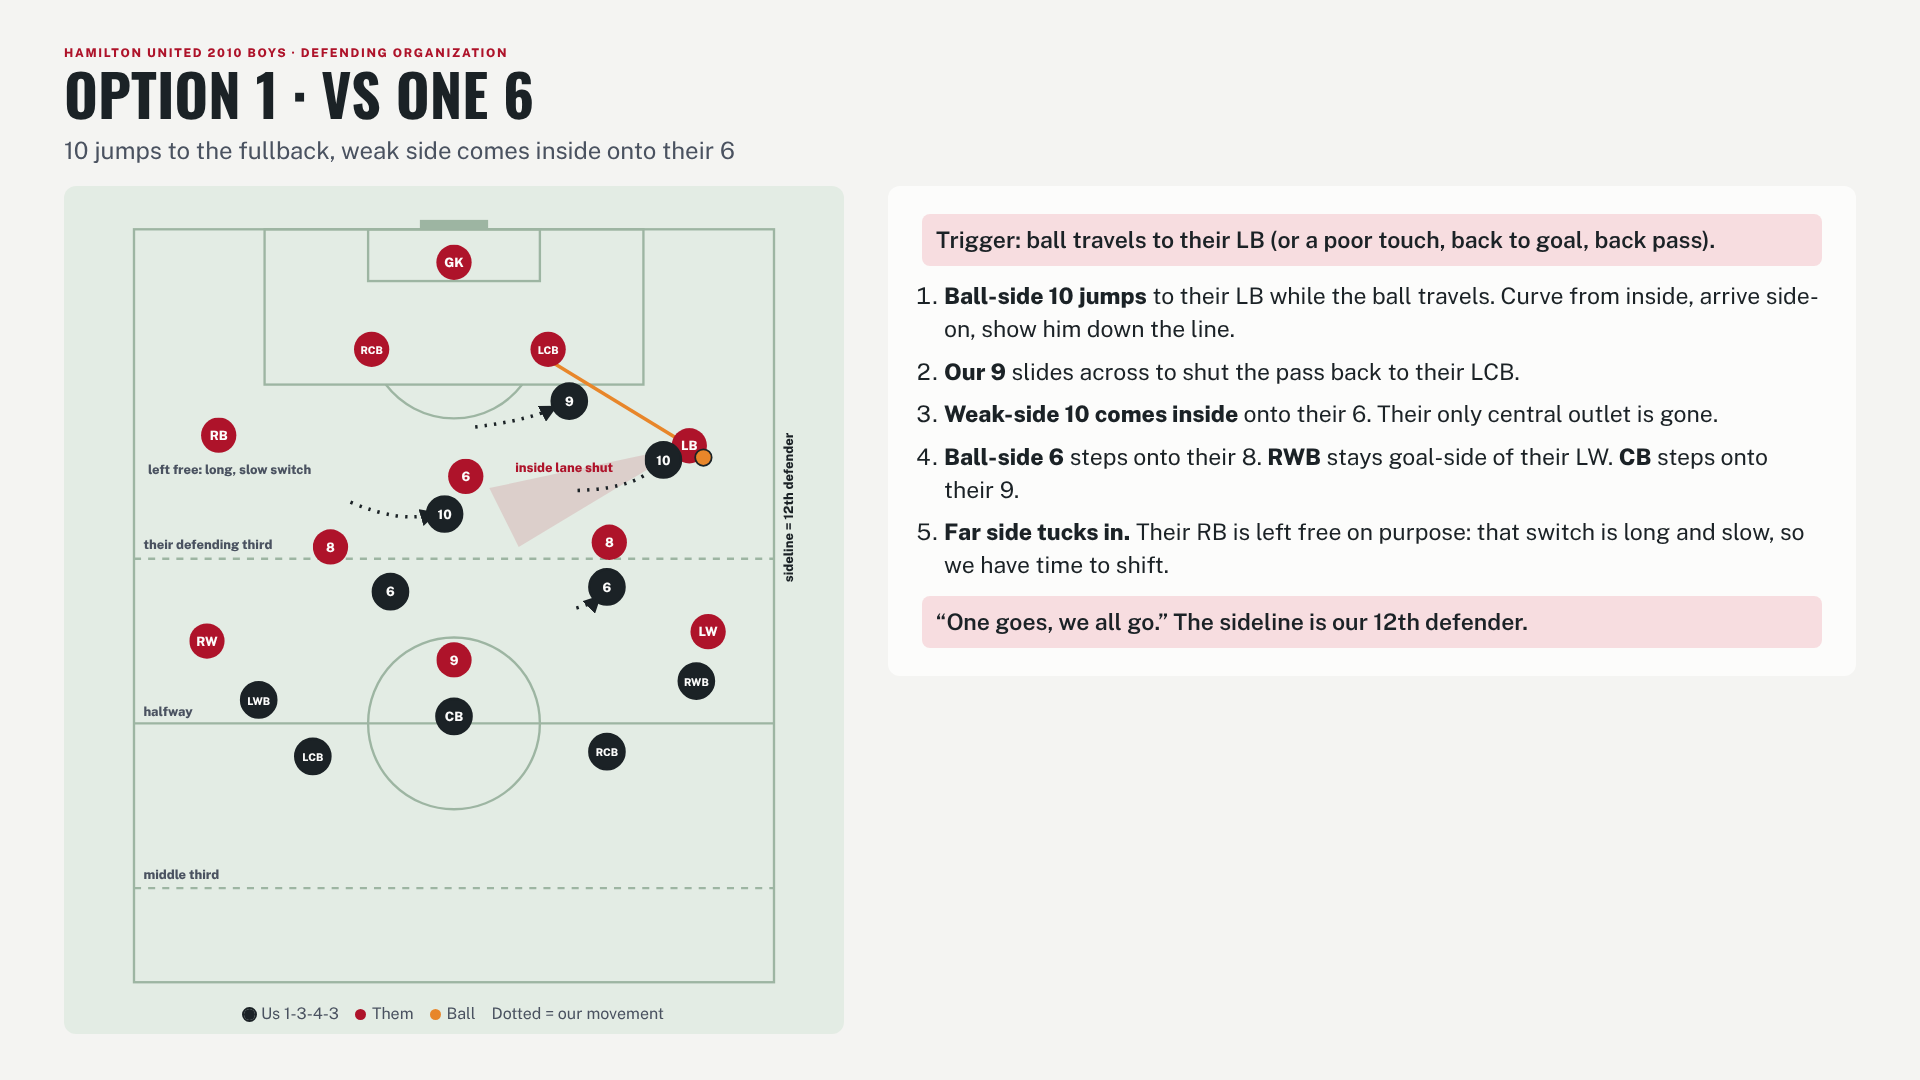 HAMILTON UNITED 2010 BOYS · DEFENDING ORGANIZATION
OPTION 1 · VS ONE 6
10 jumps to the fullback, weak side comes inside onto their 6
GK
RCB
LCB
9
RB
LB
10
left free: long, slow switch
inside lane shut
6
10
sideline = 12th defender
their defending third
8
8
6
6
RW
LW
9
RWB
LWB
halfway
CB
LCB
RCB
middle third
Us 1-3-4-3 Them Ball Dotted = our movement
Trigger: ball travels to their LB (or a poor touch, back to goal, back pass).
1. Ball-side 10 jumps to their LB while the ball travels. Curve from inside, arrive side-
on, show him down the line.
2. Our 9 slides across to shut the pass back to their LCB.
3. Weak-side 10 comes inside onto their 6. Their only central outlet is gone.
4. Ball-side 6 steps onto their 8. RWB stays goal-side of their LW. CB steps onto
their 9.
5. Far side tucks in. Their RB is left free on purpose: that switch is long and slow, so
we have time to shift.
“One goes, we all go.” The sideline is our 12th defender.